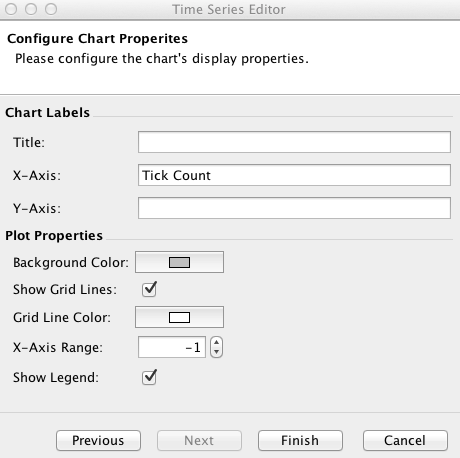 Time Series Editor
Configure Chart Properites
Please configure the chart's display properties.
Chart Labels
Title:
X-Axis: Tick Count
Y-Axis:
Plot Properties
Background Color:
Show Grid Lines:
Grid Line Color:
X-Axis Range: -1
Show Legend:
Previous Next Finish Cancel